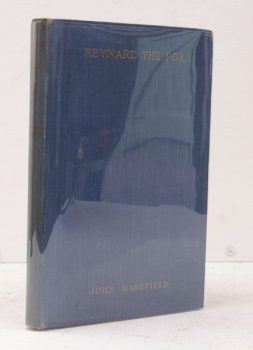 REYNARD THE FOX
JOHN MASEFIELD